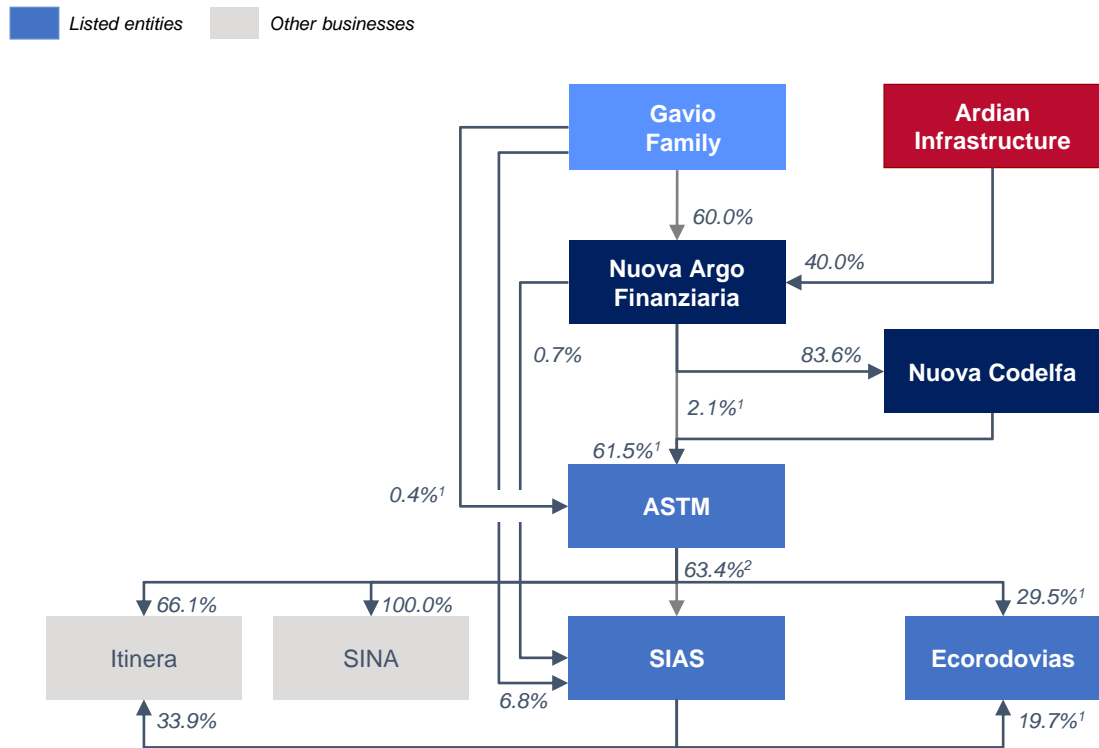 Listed entities
Other businesses
Gavio
Family
Ardian
Infrastructure
60.0%
Nuova Argo
Finanziaria
40.0%
0.7%
83.6%
Nuova Codelfa
2.1%¹
61.5%¹
0.4%¹
ASTM
63.4%²
66.1%
100.0%
29.5%¹
Itinera
SINA
SIAS
Ecorodovias
6.8%
33.9%
19.7%¹